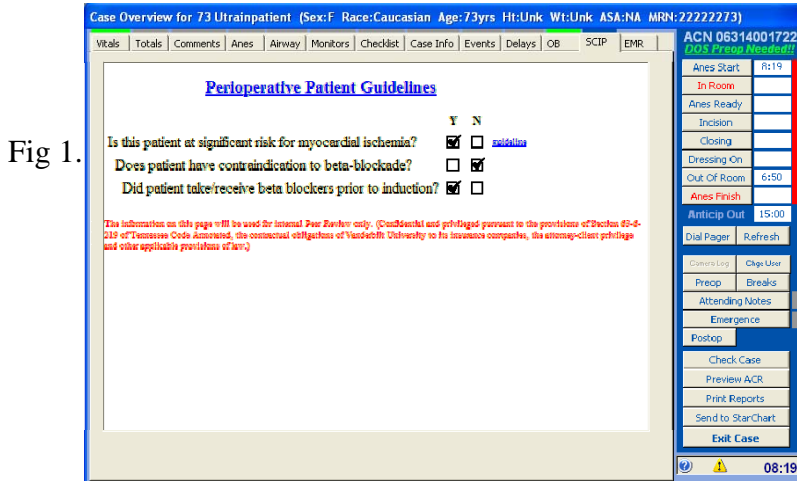 Case Overview for 73 Utrainpatient (Sex:F Race:Caucasian Age:73yrs Ht:Unk Wt:Unk ASA:NA MRN:22222273)
Vitals Totals Comments Anes Airway Monitors Checklist Case Info Events Delays OB SCIP EMR
ACN 06314001722
DOS Preop Needed!!
Perioperative Patient Guidelines
Y N
Is this patient at significant risk for myocardial ischemia? guideline
Does patient have contraindication to beta-blockade?
Did patient take/receive beta blockers prior to induction?
The information on this page will be used for internal Peer Review only. (Confidential and privileged pursuant to the provisions of Section 63-6-
219 of Tennessee Code Annotated, the contractual obligations of Vanderbilt University to its insurance companies, the attorney-client privilege
and other applicable provisions of law.)
Fig 1.
Anes Start 8:19
In Room
Anes Ready
Incision
Closing
Dressing On
Out Of Room 6:50
Anes Finish
Anticip Out 15:00
Dial Pager Refresh
Camera Log Chge User
Preop Breaks
Attending Notes
Emergence
Postop
Check Case
Preview ACR
Print Reports
Send to StarChart
Exit Case
08:19